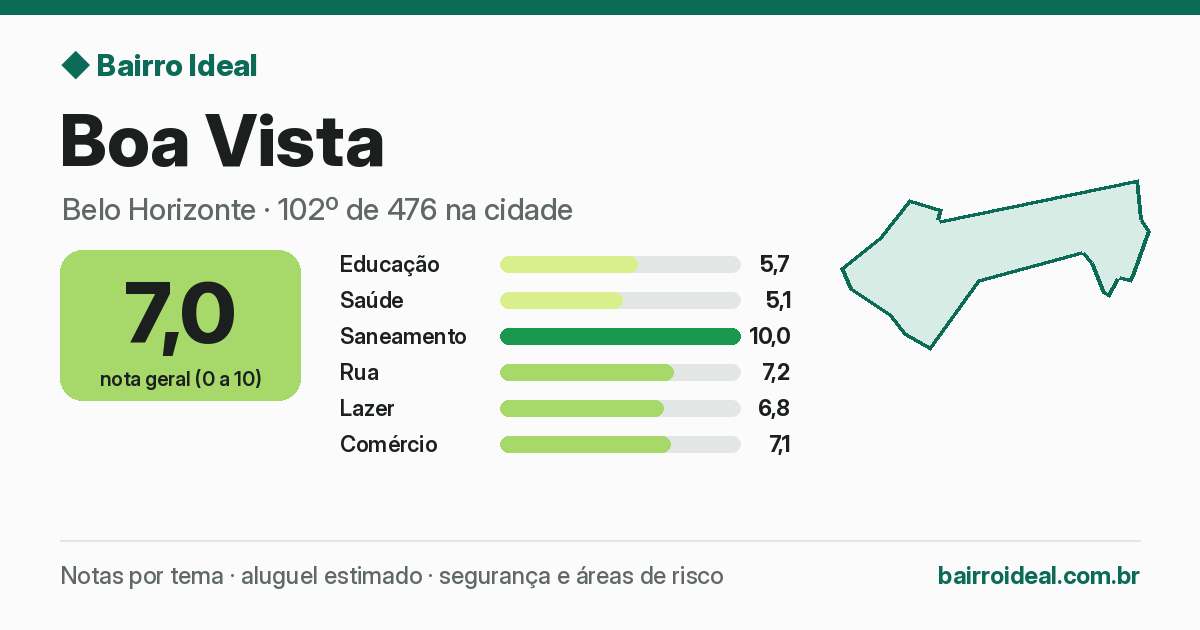 Bairro Ideal
Boa Vista
Belo Horizonte · 102º de 476 na cidade
7,0
nota geral (0 a 10)
Educação 5,7
Saúde 5,1
Saneamento 10,0
Rua 7,2
Lazer 6,8
Comércio 7,1
Notas por tema · aluguel estimado · segurança e áreas de risco
bairroideal.com.br